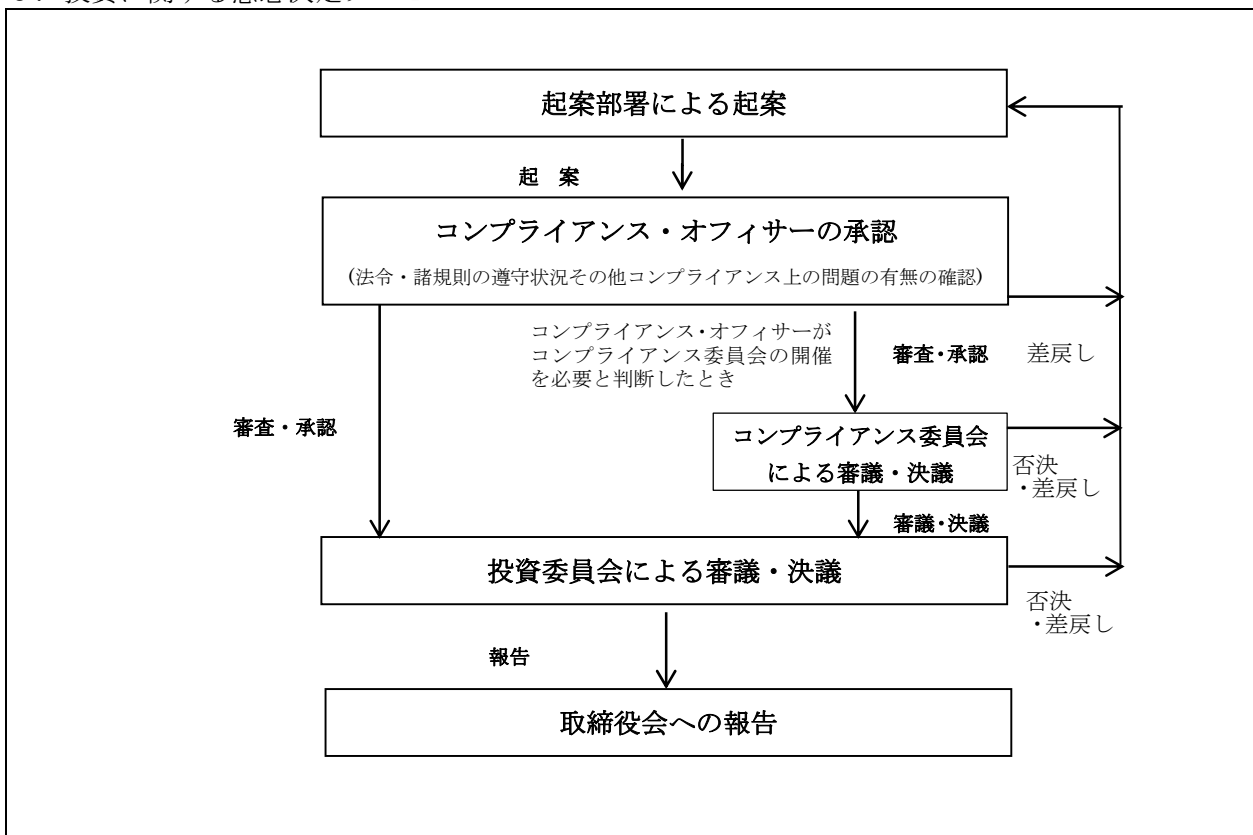 起案部署による起案
起 案
コンプライアンス・オフィサーの承認
(法令・諸規則の遵守状況その他コンプライアンス上の問題の有無の確認)
コンプライアンス・オフィサーが
コンプライアンス委員会の開催
を必要と判断したとき
審査・承認
差戻し
審査・承認
コンプライアンス委員会
による審議・決議
否決
・差戻し
審議・決議
投資委員会による審議・決議
否決
・差戻し
報告
取締役会への報告